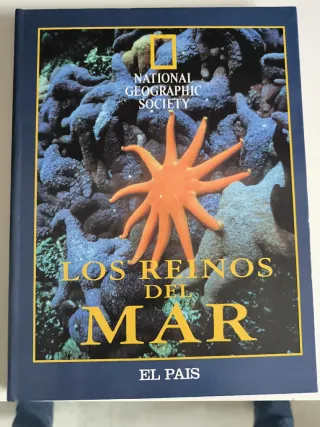 NATIONAL
GEOGRAPHIC
SOCIETY
LOS REINOS
DEL
MAR
EL PAIS